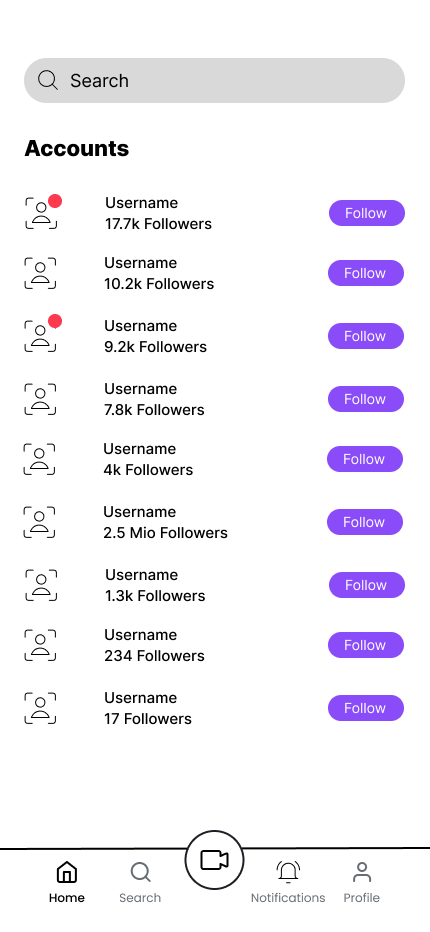 Search
Accounts
Username
17.7k Followers
Follow
Username
10.2k Followers
Follow
Username
9.2k Followers
Follow
Username
7.8k Followers
Follow
Username
4k Followers
Follow
Username
2.5 Mio Followers
Follow
Username
1.3k Followers
Follow
Username
234 Followers
Follow
Username
17 Followers
Follow
Home
Search
Notifications
Profile